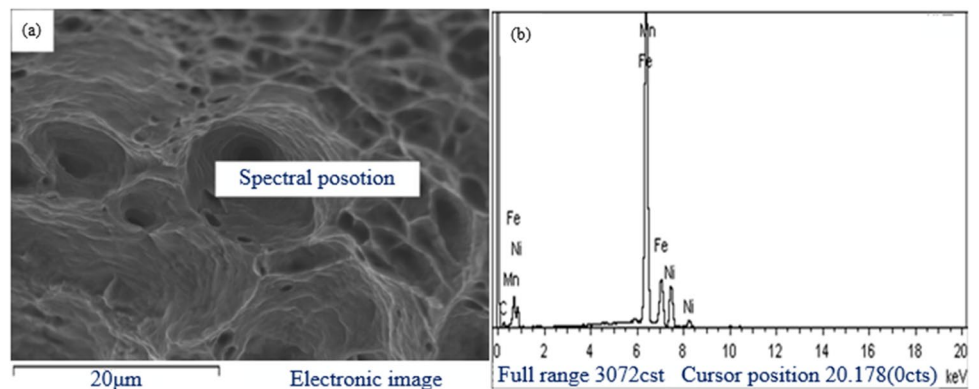 (a)
Spectral posotion
20μm
Electronic image
(b)
Mn
Fe
Fe
Ni
Mn
C
Fe
Ni
Ni
0 2 4 6 8 10 12 14 16 18 20
Full range 3072cst Cursor position 20.178(0cts) keV